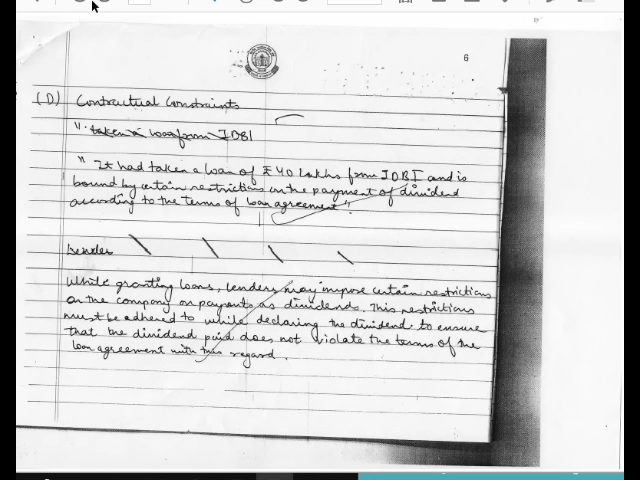 6
(D) Contractual Constraints
" taken a loan from IDBI
" It had taken a loan of ₹ 40 Lakhs from IDBI and is
bound by certain restrictions on the payment of dividend
according to the terms of loan agreement ".
Lender
While granting loans, lenders may impose certain restrictions
on the company on payments as dividends. This restrictions
must be adhered to while declaring the dividend to ensure
that the dividend paid does not violate the terms of the
loan agreement with this regard.